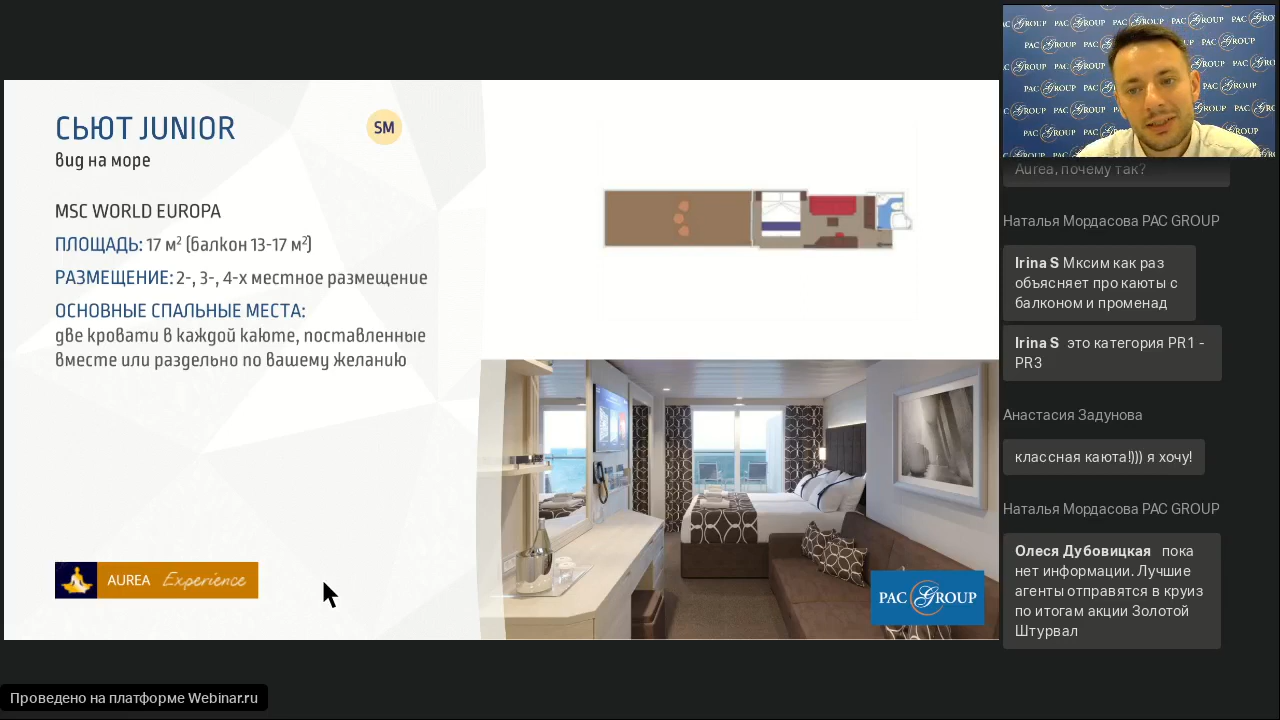 СЬЮТ JUNIOR
SM
вид на море
MSC WORLD EUROPA
ПЛОЩАДЬ: 17 м² (балкон 13-17 м²)
РАЗМЕЩЕНИЕ: 2-, 3-, 4-х местное размещение
ОСНОВНЫЕ СПАЛЬНЫЕ МЕСТА:
две кровати в каждой каюте, поставленные
вместе или раздельно по вашему желанию
AUREA Experience
PAC GROUP
Проведено на платформе Webinar.ru
PAC GROUP
Aurea, почему так?
Наталья Мордасова PAC GROUP
Irina S Мксим как раз
объясняет про каюты с
балконом и променад
Irina S это категория PR1 -
PR3
Анастасия Задунова
классная каюта!))) я хочу!
Наталья Мордасова PAC GROUP
Олеся Дубовицкая пока
нет информации. Лучшие
агенты отправятся в круиз
по итогам акции Золотой
Штурвал